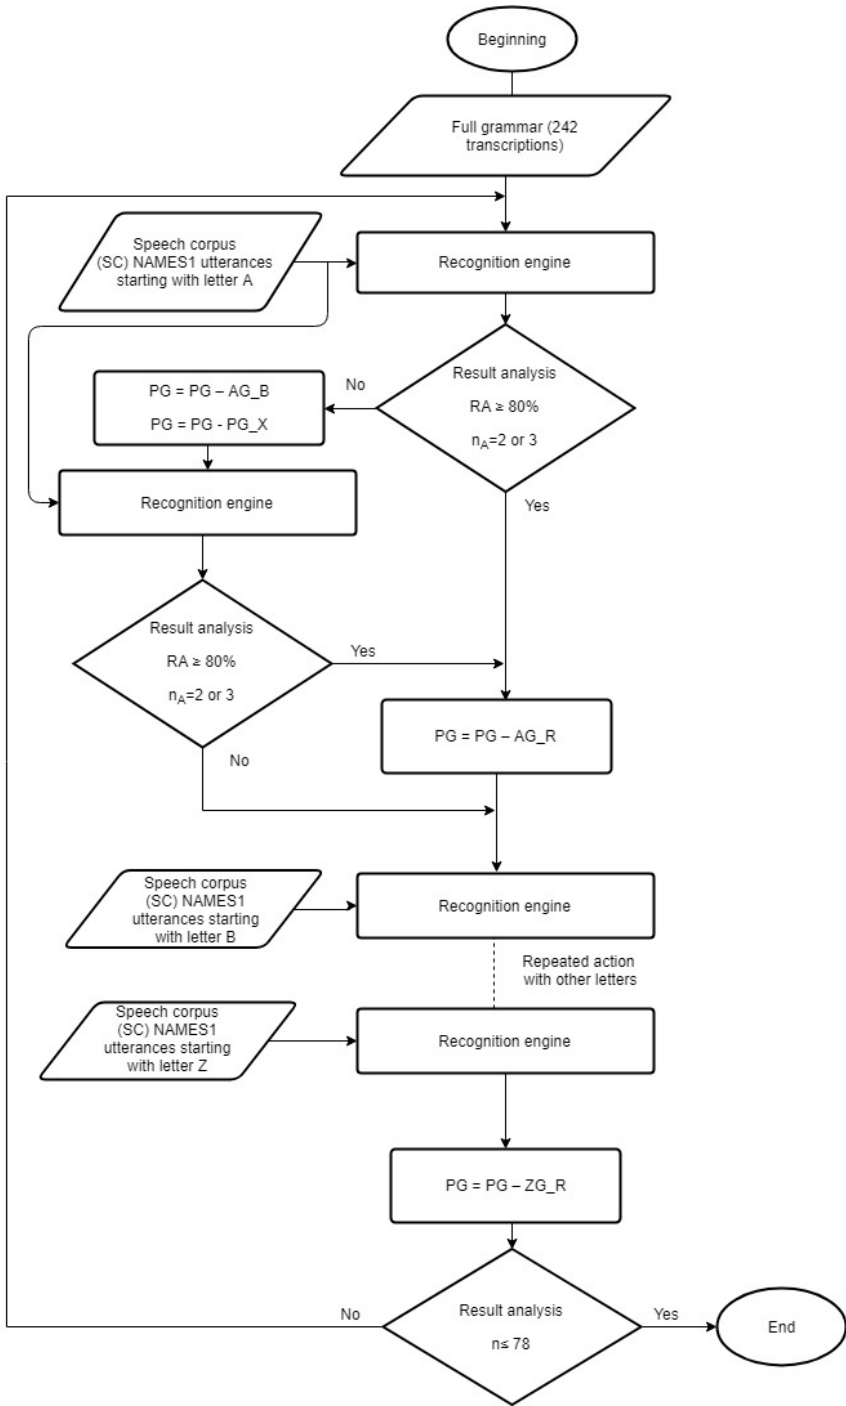 Beginning
Full grammar (242
transcriptions)
Speech corpus
(SC) NAMES1 utterances
starting with letter A
Recognition engine
Result analysis
RA ≥ 80%
n_A=2 or 3
No
PG = PG – AG_B
PG = PG - PG_X
Yes
Recognition engine
Result analysis
RA ≥ 80%
n_A=2 or 3
Yes
No
PG = PG – AG_R
Speech corpus
(SC) NAMES1
utterances starting
with letter B
Recognition engine
Repeated action
with other letters
Speech corpus
(SC) NAMES1
utterances starting
with letter Z
Recognition engine
PG = PG – ZG_R
Result analysis
n≤ 78
No
Yes
End